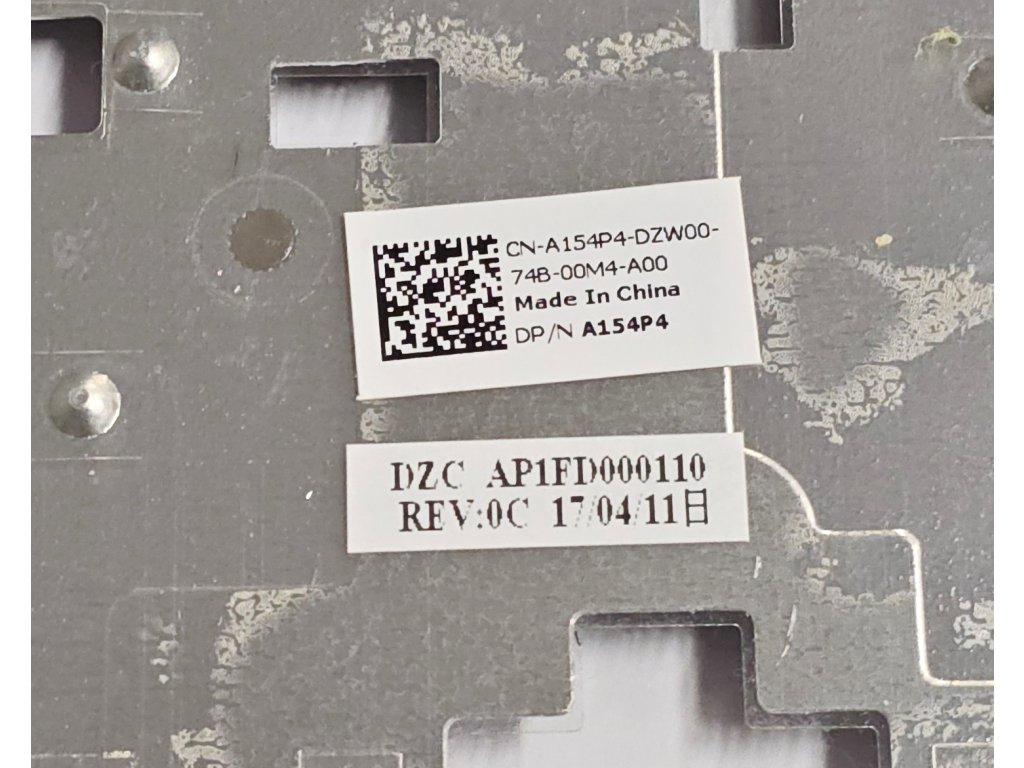 CN-A154P4-DZW00-
74B-00M4-A00
Made In China
DP/N A154P4
DZC AP1FD000110
REV:0C 17/04/11日